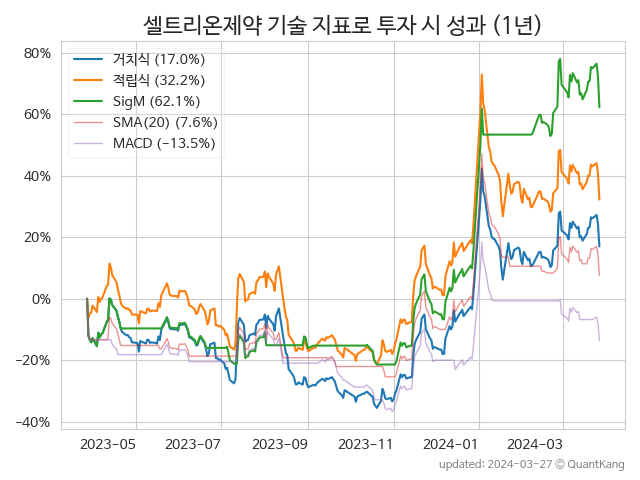 셀트리온제약 기술 지표로 투자 시 성과 (1년)
80%
60%
40%
20%
0%
−20%
−40%
거치식 (17.0%)
적립식 (32.2%)
SigM (62.1%)
SMA(20) (7.6%)
MACD (−13.5%)
2023-05 2023-07 2023-09 2023-11 2024-01 2024-03
updated: 2024-03-27 © QuantKang